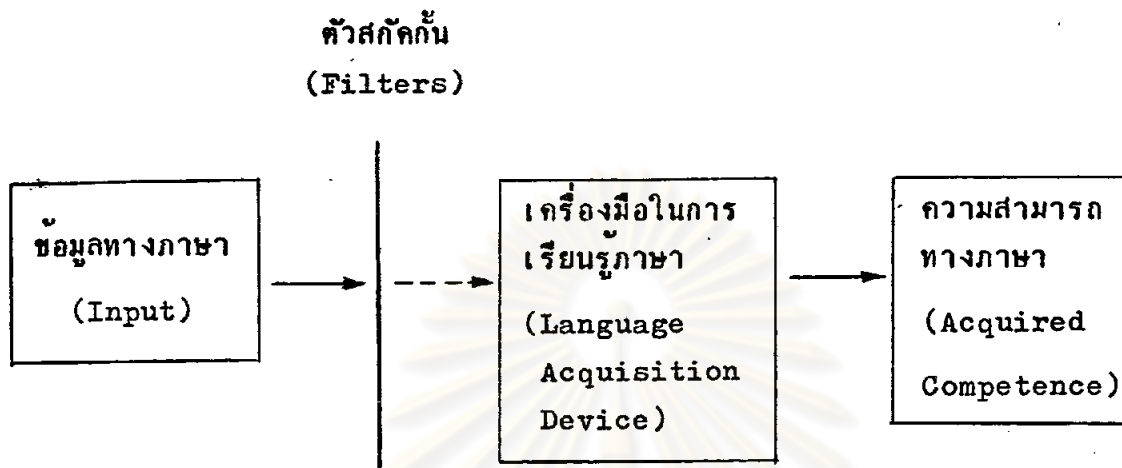 ตัวสกัดกั้น
(Filters)
ข้อมูลทางภาษา
(Input)
เครื่องมือในการ
เรียนรู้ภาษา
(Language
Acquisition
Device)
ความสามารถ
ทางภาษา
(Acquired
Competence)